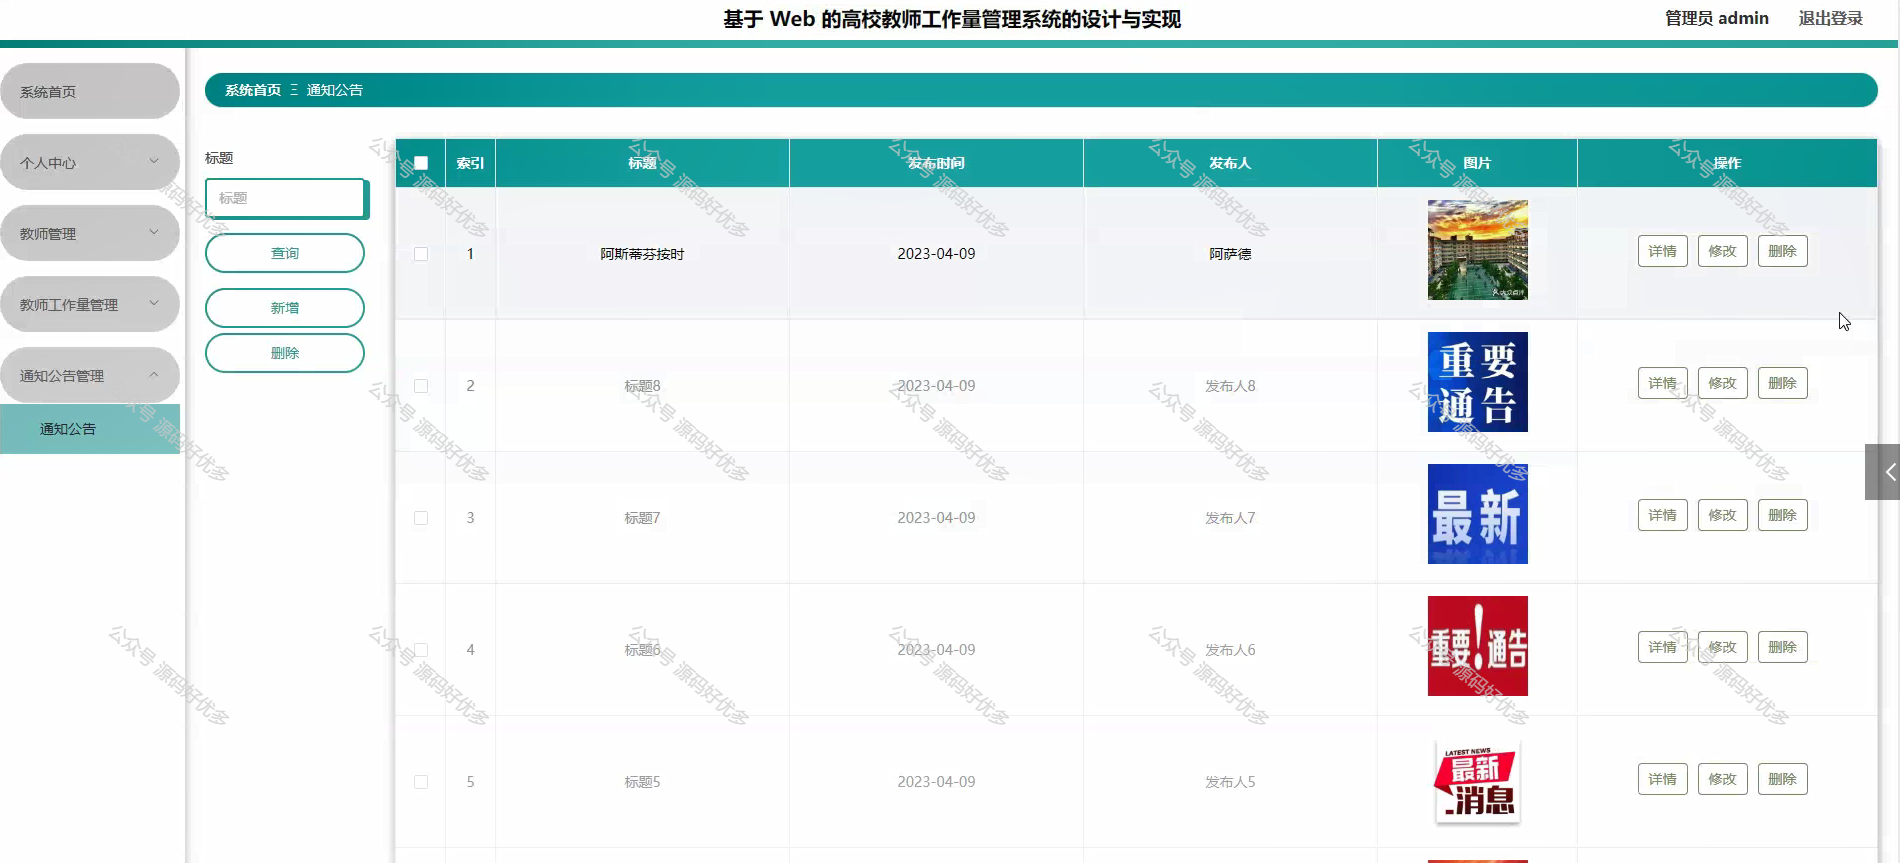 基于 Web 的高校教师工作量管理系统的设计与实现
管理员 admin 退出登录
系统首页
个人中心
教师管理
教师工作量管理
通知公告管理
通知公告
系统首页 Ξ 通知公告
标题
标题
查询
新增
删除
索引 标题 发布时间 发布人 图片 操作
1 阿斯蒂芬按时 2023-04-09 阿萨德 详情 修改 删除
2 标题8 2023-04-09 发布人8 重要通告 详情 修改 删除
3 标题7 2023-04-09 发布人7 最新 详情 修改 删除
4 标题6 2023-04-09 发布人6 重要!通告 详情 修改 删除
5 标题5 2023-04-09 发布人5 LATEST NEWS 最新消息 详情 修改 删除
公众号 源码好优多